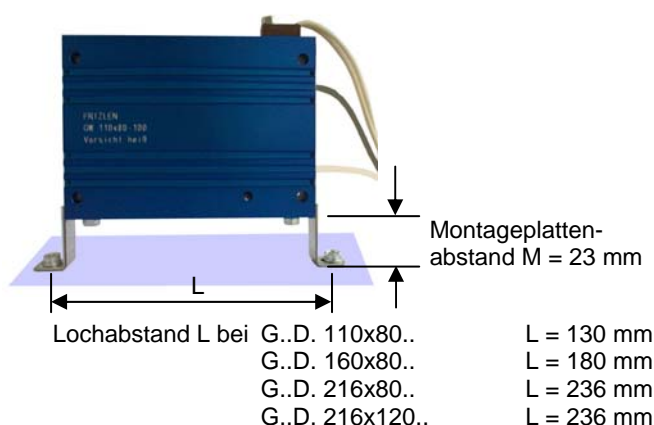 FRIZLEN
GW 110x80-100
Vorsicht heiß
Montageplatten-
abstand M = 23 mm
L
Lochabstand L bei G..D. 110x80.. L = 130 mm
G..D. 160x80.. L = 180 mm
G..D. 216x80.. L = 236 mm
G..D. 216x120.. L = 236 mm